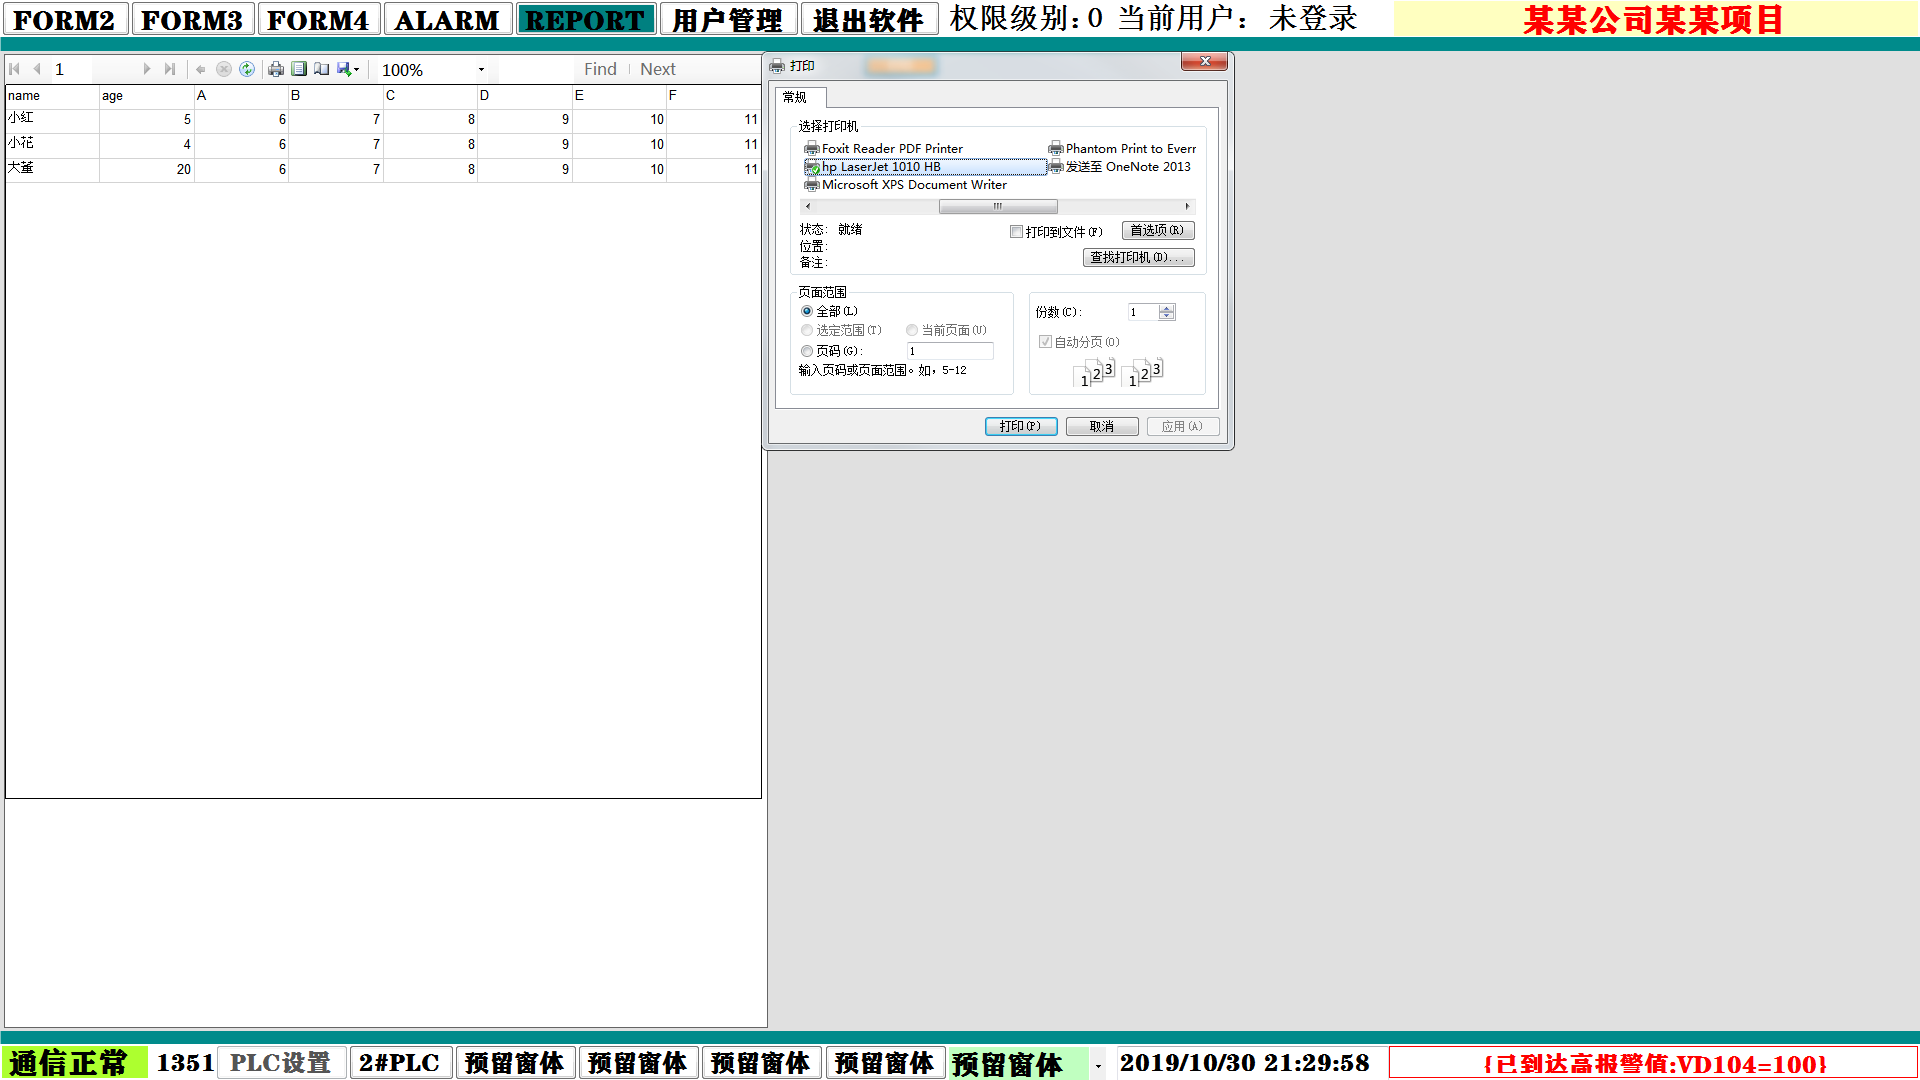 FORM2 FORM3 FORM4 ALARM REPORT 用户管理 退出软件 权限级别: 0 当前用户： 未登录 某某公司某某项目
1 100% Find Next
name age A B C D E F
小红 5 6 7 8 9 10 11
小花 4 6 7 8 9 10 11
大董 20 6 7 8 9 10 11
打印
常规
选择打印机
Foxit Reader PDF Printer Phantom Print to Everr
hp LaserJet 1010 HB 发送至 OneNote 2013
Microsoft XPS Document Writer
状态: 就绪 打印到文件(F) 首选项(R)
位置:
备注: 查找打印机(D)...
页面范围
全部(L) 份数(C): 1
选定范围(T) 当前页面(U)
页码(G): 1 自动分页(O)
输入页码或页面范围。如，5-12
1 2 3 1 2 3
打印(P) 取消 应用(A)
通信正常 1351 PLC设置 2#PLC 预留窗体 预留窗体 预留窗体 预留窗体 预留窗体 2019/10/30 21:29:58 {已到达高报警值:VD104=100}